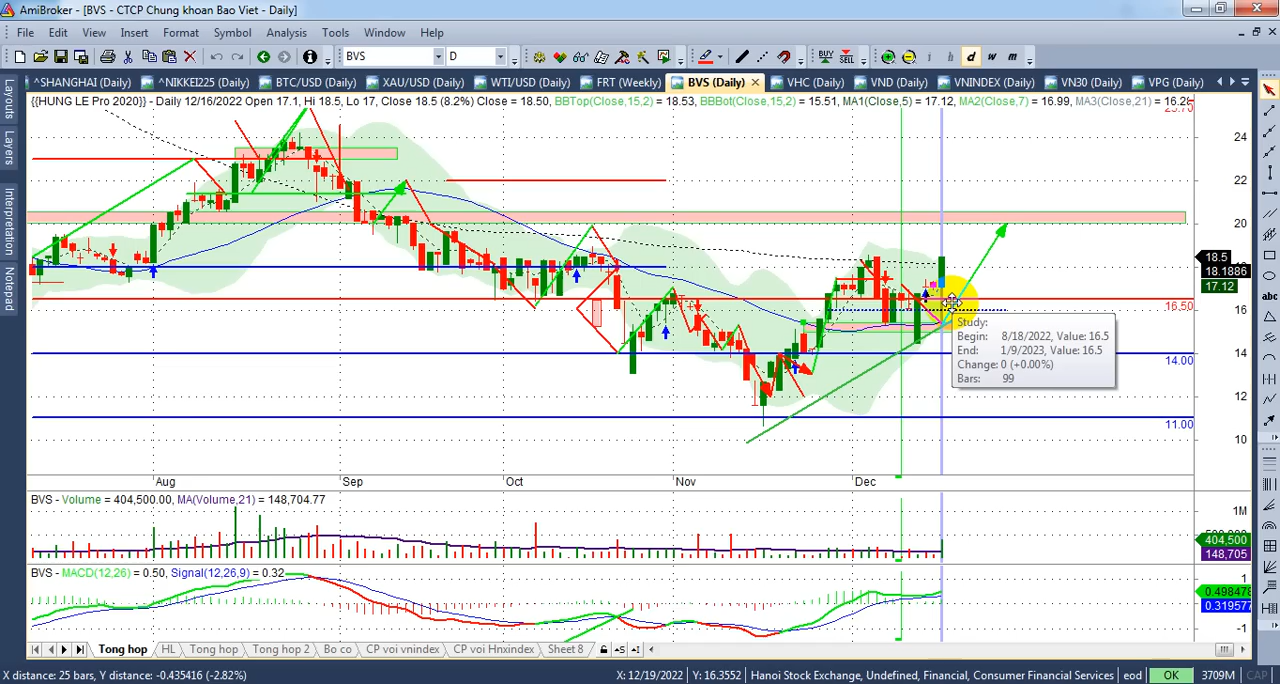 AmiBroker - [BVS - CTCP Chung khoan Bao Viet - Daily]
File Edit View Insert Format Symbol Analysis Tools Window Help
BVS D BUY SELL i h d w m
^SHANGHAI (Daily) ^NIKKEI225 (Daily) BTC/USD (Daily) XAU/USD (Daily) WTI/USD (Daily) FRT (Weekly) BVS (Daily) VHC (Daily) VND (Daily) VNINDEX (Daily) VN30 (Daily) VPG (Daily)
Layouts
Layers
Interpretation
Notepad
{{HUNG LE Pro 2020}} - Daily 12/16/2022 Open 17.1, Hi 18.5, Lo 17, Close 18.5 (8.2%) Close = 18.50, BBTop(Close,15,2) = 18.53, BBBot(Close,15,2) = 15.51, MA1(Close,5) = 17.12, MA2(Close,7) = 16.99, MA3(Close,21) = 16.28
24
22
20
18.5
18.1886
17.12
16.50
16
14
14.00
12
11.00
10
abc
Study:
Begin: 8/18/2022, Value: 16.5
End: 1/9/2023, Value: 16.5
Change: 0 (+0.00%)
Bars: 99
Aug Sep Oct Nov Dec
BVS - Volume = 404,500.00, MA(Volume,21) = 148,704.77
1M
404,500
148,705
BVS - MACD(12,26) = 0.50, Signal(12,26,9) = 0.32
1
0.498478
0.319577
-1
Tong hop HL Tong hop Tong hop 2 Bo co CP voi vnindex CP voi Hnxindex Sheet 8
X distance: 25 bars, Y distance: -0.435416 (-2.82%) X: 12/19/2022, Y: 16.3552 Hanoi Stock Exchange, Undefined, Financial, Consumer Financial Services eod OK 3709M CAP